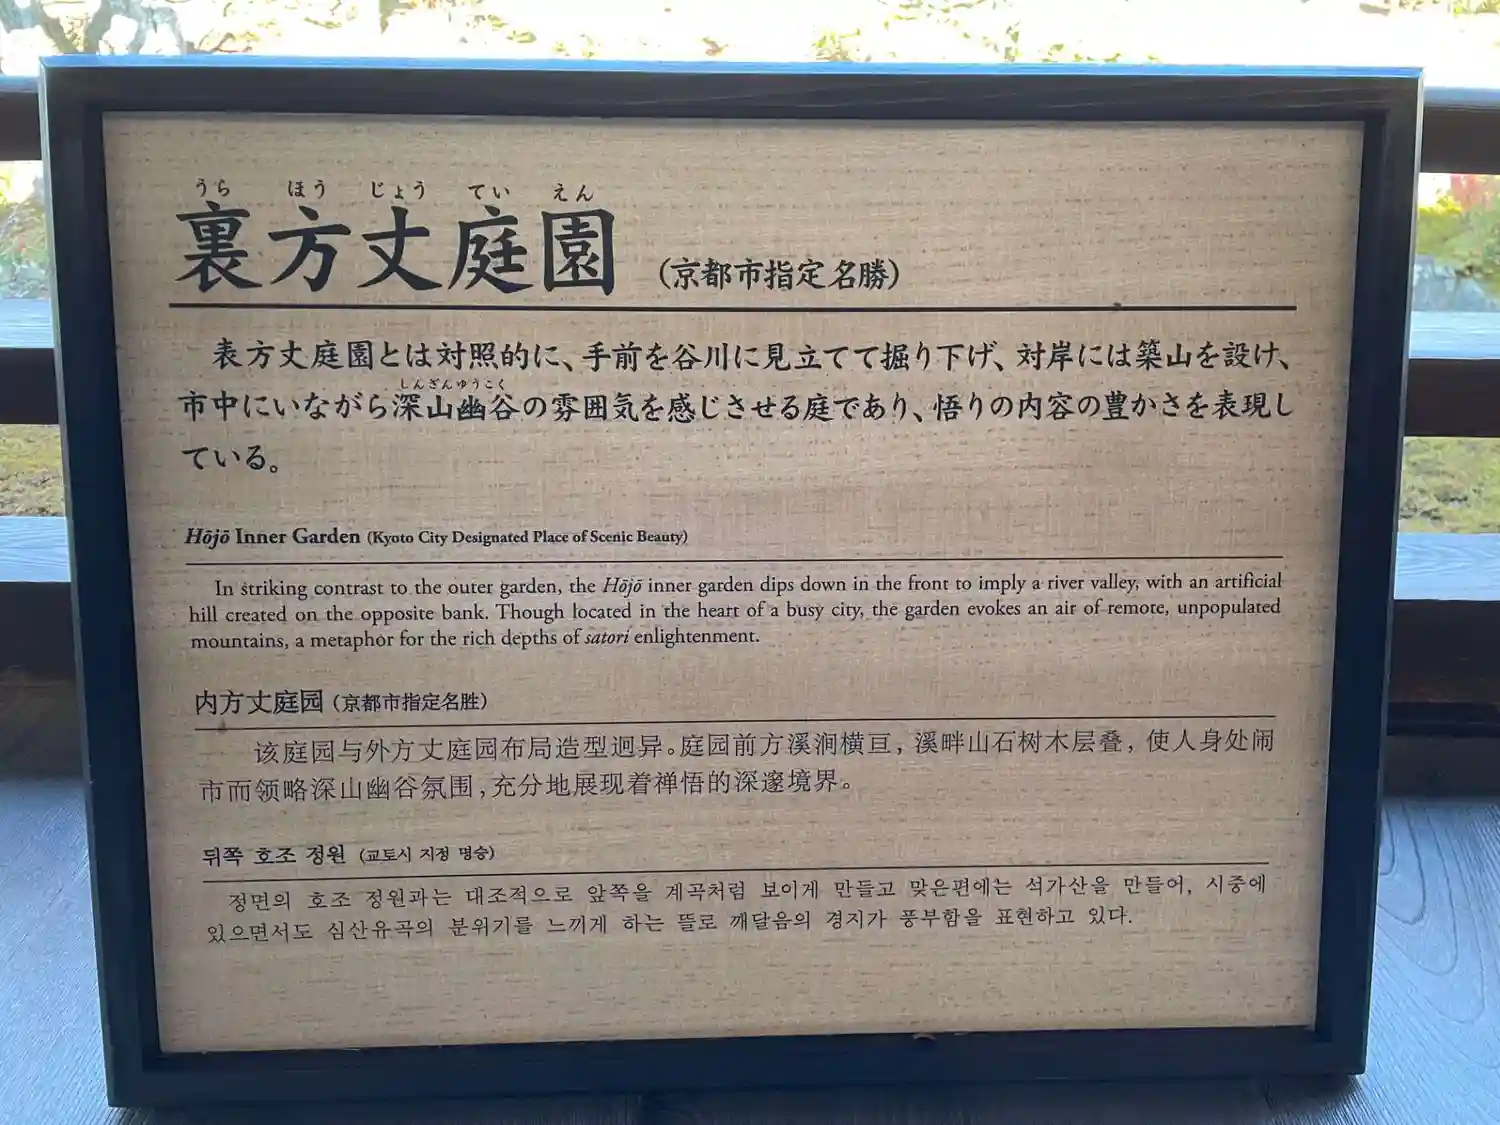 うら ほう じょう てい えん
裏方丈庭園 (京都市指定名勝)
表方丈庭園とは対照的に、手前を谷川に見立てて掘り下げ、対岸には築山を設け、
しんざんゆうこく
市中にいながら深山幽谷の雰囲気を感じさせる庭であり、悟りの内容の豊かさを表現し
ている。
Hōjō Inner Garden (Kyoto City Designated Place of Scenic Beauty)
In striking contrast to the outer garden, the Hōjō inner garden dips down in the front to imply a river valley, with an artificial
hill created on the opposite bank. Though located in the heart of a busy city, the garden evokes an air of remote, unpopulated
mountains, a metaphor for the rich depths of satori enlightenment.
内方丈庭园 (京都市指定名胜)
该庭园与外方丈庭园布局造型迥异。庭园前方溪涧横亘，溪畔山石树木层叠，使人身处闹
市而领略深山幽谷氛围，充分地展现着禅悟的深邃境界。
뒤쪽 호조 정원 (교토시 지정 명승)
정면의 호조 정원과는 대조적으로 앞쪽을 계곡처럼 보이게 만들고 맞은편에는 석가산을 만들어, 시중에
있으면서도 심산유곡의 분위기를 느끼게 하는 뜰로 깨달음의 경지가 풍부함을 표현하고 있다.